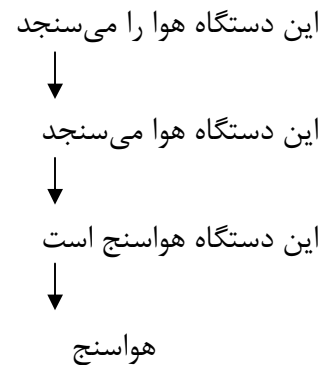 این دستگاه هوا را می‌سنجد
این دستگاه هوا می‌سنجد
این دستگاه هواسنج است
هواسنج